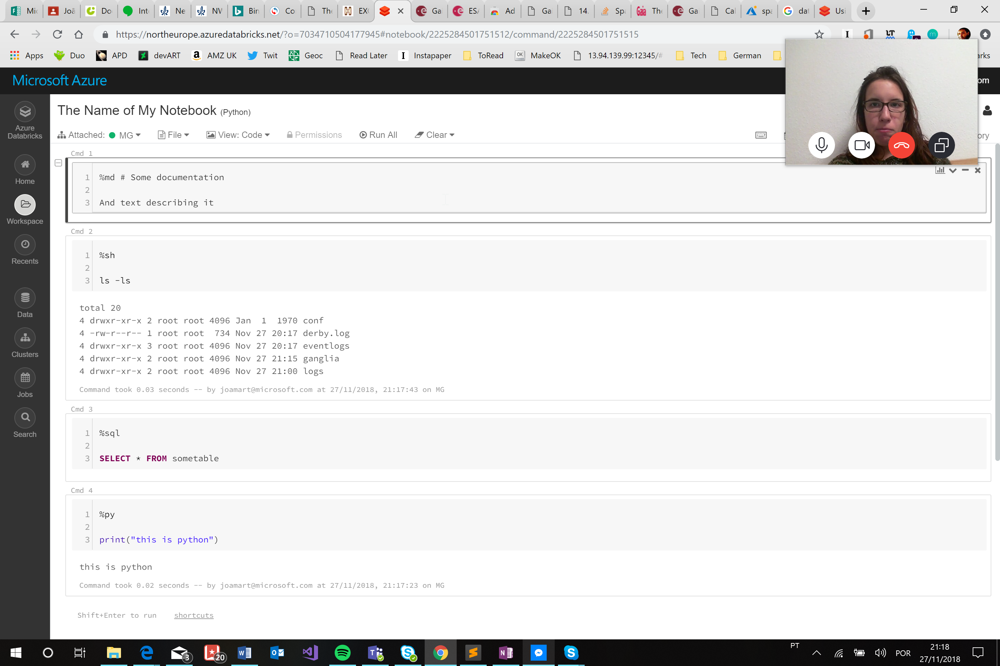 Mic
Joã
Do
Int
Ne
NW
Bin
Co
The
EXC
Gai
ESA
Ad
Gai
14.
Spa
The
Gai
Cal
spa
dat
Usi
https://northeurope.azuredatabricks.net/?o=7034710504177945#notebook/2225284501751512/command/2225284501751515
Apps Duo APD devART AMZ UK Twit Geoc Read Later Instapaper ToRead MakeOK 13.94.139.99:12345/# Tech German arks
Microsoft Azure om
The Name of My Notebook (Python)
Attached: MG File View: Code Permissions Run All Clear ory
Azure
Databricks
Home
Workspace
Recents
Data
Clusters
Jobs
Search
Cmd 1
1 %md # Some documentation
2
3 And text describing it
Cmd 2
1 %sh
2
3 ls -ls
total 20
4 drwxr-xr-x 2 root root 4096 Jan 1 1970 conf
4 -rw-r--r-- 1 root root 734 Nov 27 20:17 derby.log
4 drwxr-xr-x 3 root root 4096 Nov 27 20:17 eventlogs
4 drwxr-xr-x 2 root root 4096 Nov 27 21:15 ganglia
4 drwxr-xr-x 2 root root 4096 Nov 27 21:00 logs
Command took 0.03 seconds -- by joamart@microsoft.com at 27/11/2018, 21:17:43 on MG
Cmd 3
1 %sql
2
3 SELECT * FROM sometable
Cmd 4
1 %py
2
3 print("this is python")
this is python
Command took 0.02 seconds -- by joamart@microsoft.com at 27/11/2018, 21:17:23 on MG
Shift+Enter to run shortcuts
3
20
PT
POR
21:18
27/11/2018